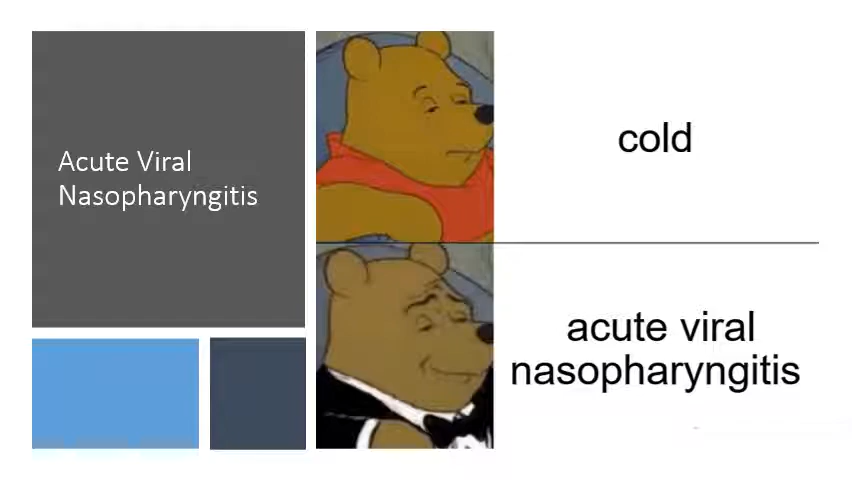 Acute Viral
Nasopharyngitis
cold
acute viral
nasopharyngitis